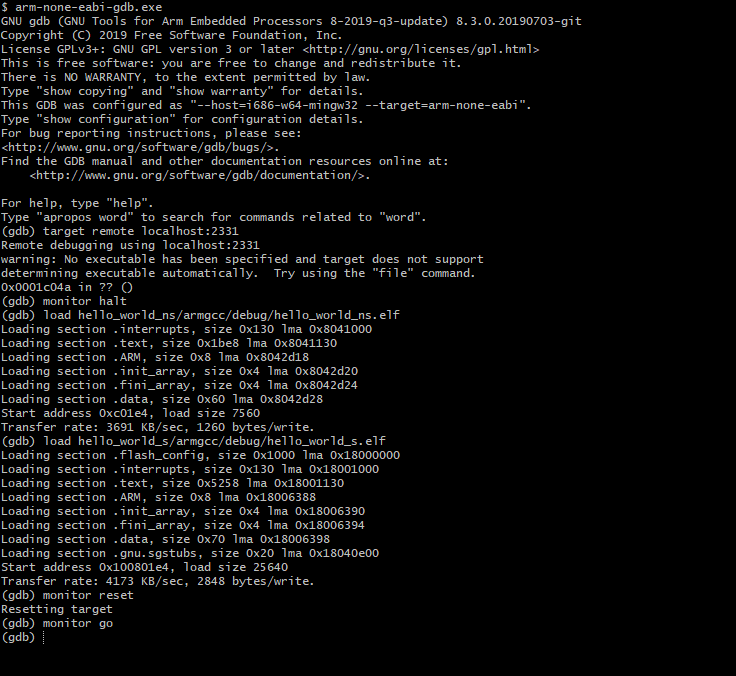 $ arm-none-eabi-gdb.exe
GNU gdb (GNU Tools for Arm Embedded Processors 8-2019-q3-update) 8.3.0.20190703-git
Copyright (C) 2019 Free Software Foundation, Inc.
License GPLv3+: GNU GPL version 3 or later <http://gnu.org/licenses/gpl.html>
This is free software: you are free to change and redistribute it.
There is NO WARRANTY, to the extent permitted by law.
Type "show copying" and "show warranty" for details.
This GDB was configured as "--host=i686-w64-mingw32 --target=arm-none-eabi".
Type "show configuration" for configuration details.
For bug reporting instructions, please see:
<http://www.gnu.org/software/gdb/bugs/>.
Find the GDB manual and other documentation resources online at:
    <http://www.gnu.org/software/gdb/documentation/>.

For help, type "help".
Type "apropos word" to search for commands related to "word".
(gdb) target remote localhost:2331
Remote debugging using localhost:2331
warning: No executable has been specified and target does not support
determining executable automatically.  Try using the "file" command.
0x0001c04a in ?? ()
(gdb) monitor halt
(gdb) load hello_world_ns/armgcc/debug/hello_world_ns.elf
Loading section .interrupts, size 0x130 lma 0x8041000
Loading section .text, size 0x1be8 lma 0x8041130
Loading section .ARM, size 0x8 lma 0x8042d18
Loading section .init_array, size 0x4 lma 0x8042d20
Loading section .fini_array, size 0x4 lma 0x8042d24
Loading section .data, size 0x60 lma 0x8042d28
Start address 0xc01e4, load size 7560
Transfer rate: 3691 KB/sec, 1260 bytes/write.
(gdb) load hello_world_s/armgcc/debug/hello_world_s.elf
Loading section .flash_config, size 0x1000 lma 0x18000000
Loading section .interrupts, size 0x130 lma 0x18001000
Loading section .text, size 0x5258 lma 0x18001130
Loading section .ARM, size 0x8 lma 0x18006388
Loading section .init_array, size 0x4 lma 0x18006390
Loading section .fini_array, size 0x4 lma 0x18006394
Loading section .data, size 0x70 lma 0x18006398
Loading section .gnu.sgstubs, size 0x20 lma 0x18040e00
Start address 0x100801e4, load size 25640
Transfer rate: 4173 KB/sec, 2848 bytes/write.
(gdb) monitor reset
Resetting target
(gdb) monitor go
(gdb)